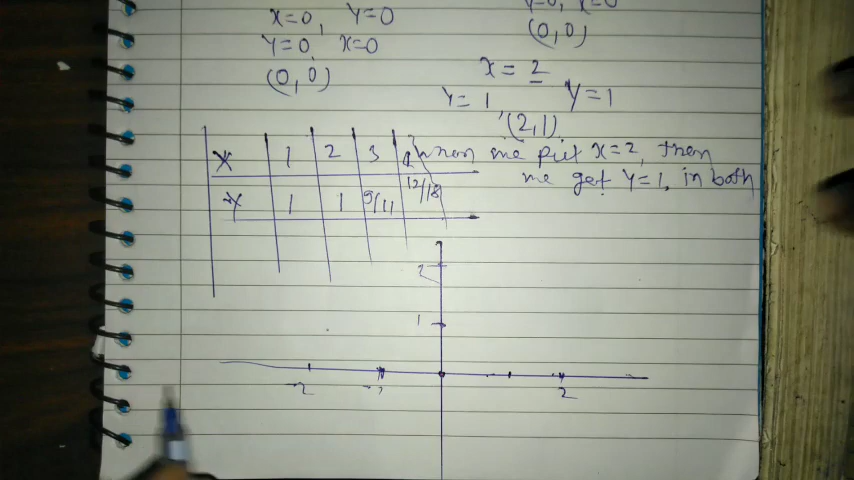 X=0, Y=0
Y=0, X=0
(0,0)
(0,0)
X = 2
Y= 1, Y=1
(2,1).
When we put X=2, then
we get Y=1, in both
X 1 2 3
Y 1 1 9/11 12/18
2
1
-2
2